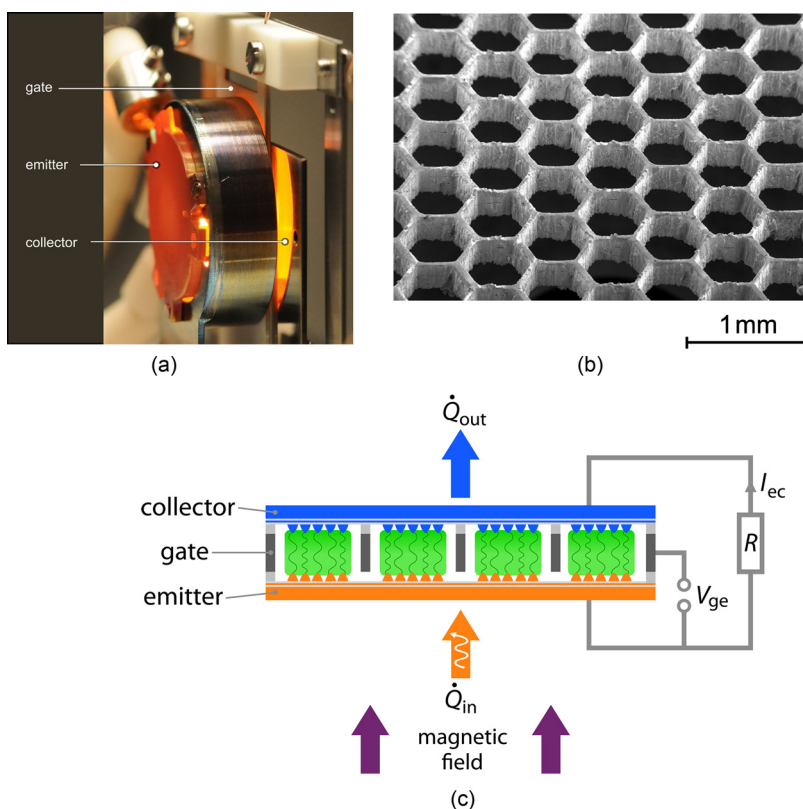 gate
emitter
collector
1 mm
(a)
(b)
Q̇out
collector
gate
emitter
Iec
R
Vge
Q̇in
magnetic
field
(c)